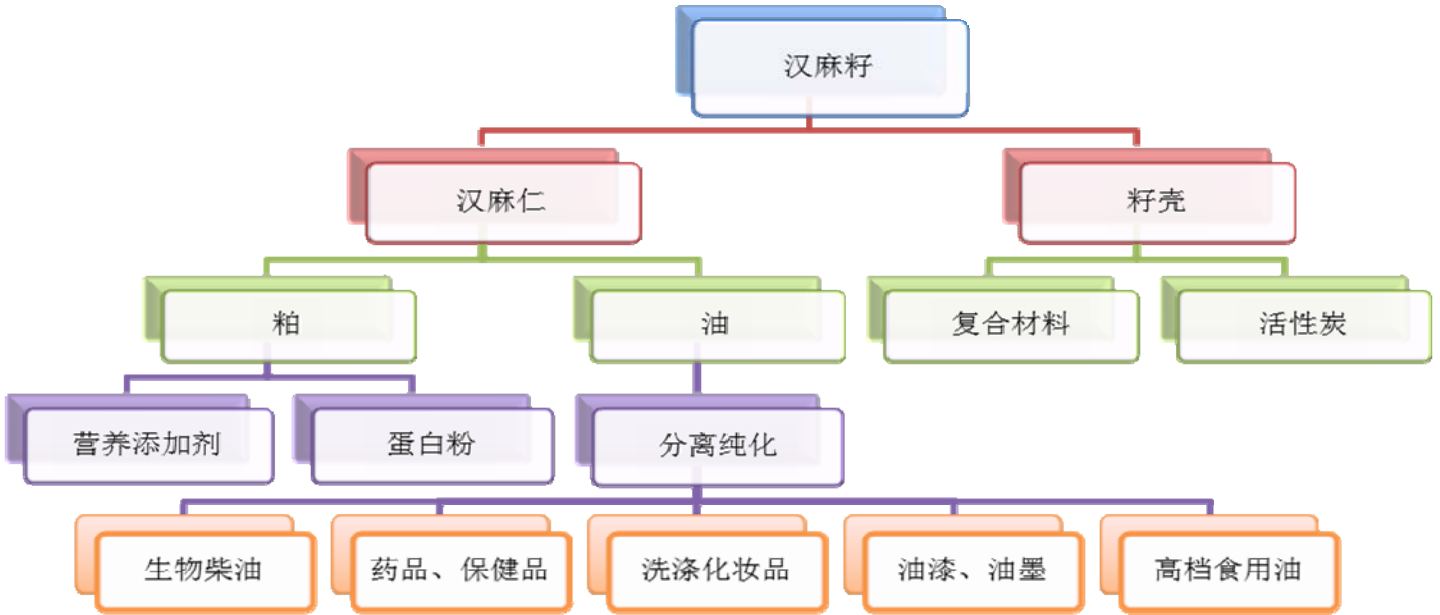 汉麻籽
汉麻仁
籽壳
粕
油
复合材料
活性炭
营养添加剂
蛋白粉
分离纯化
生物柴油
药品、保健品
洗涤化妆品
油漆、油墨
高档食用油